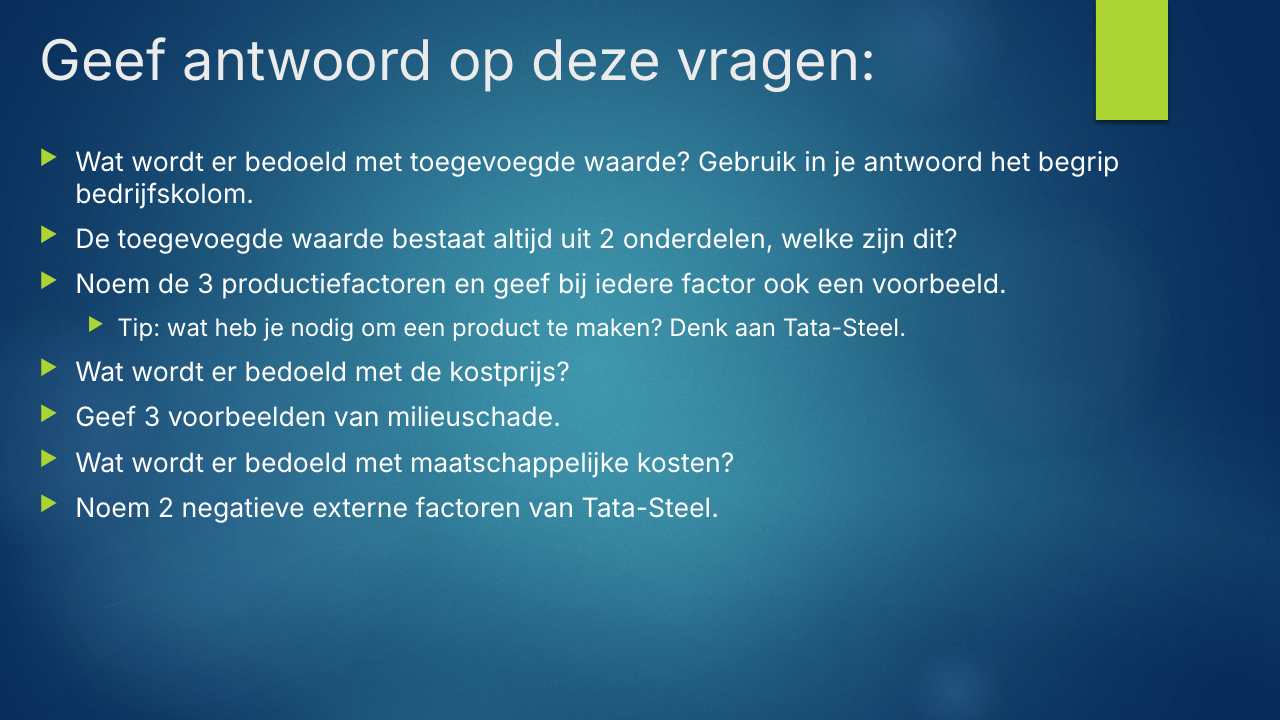 Geef antwoord op deze vragen:
Wat wordt er bedoeld met toegevoegde waarde? Gebruik in je antwoord het begrip
bedrijfskolom.
De toegevoegde waarde bestaat altijd uit 2 onderdelen, welke zijn dit?
Noem de 3 productiefactoren en geef bij iedere factor ook een voorbeeld.
Tip: wat heb je nodig om een product te maken? Denk aan Tata-Steel.
Wat wordt er bedoeld met de kostprijs?
Geef 3 voorbeelden van milieuschade.
Wat wordt er bedoeld met maatschappelijke kosten?
Noem 2 negatieve externe factoren van Tata-Steel.